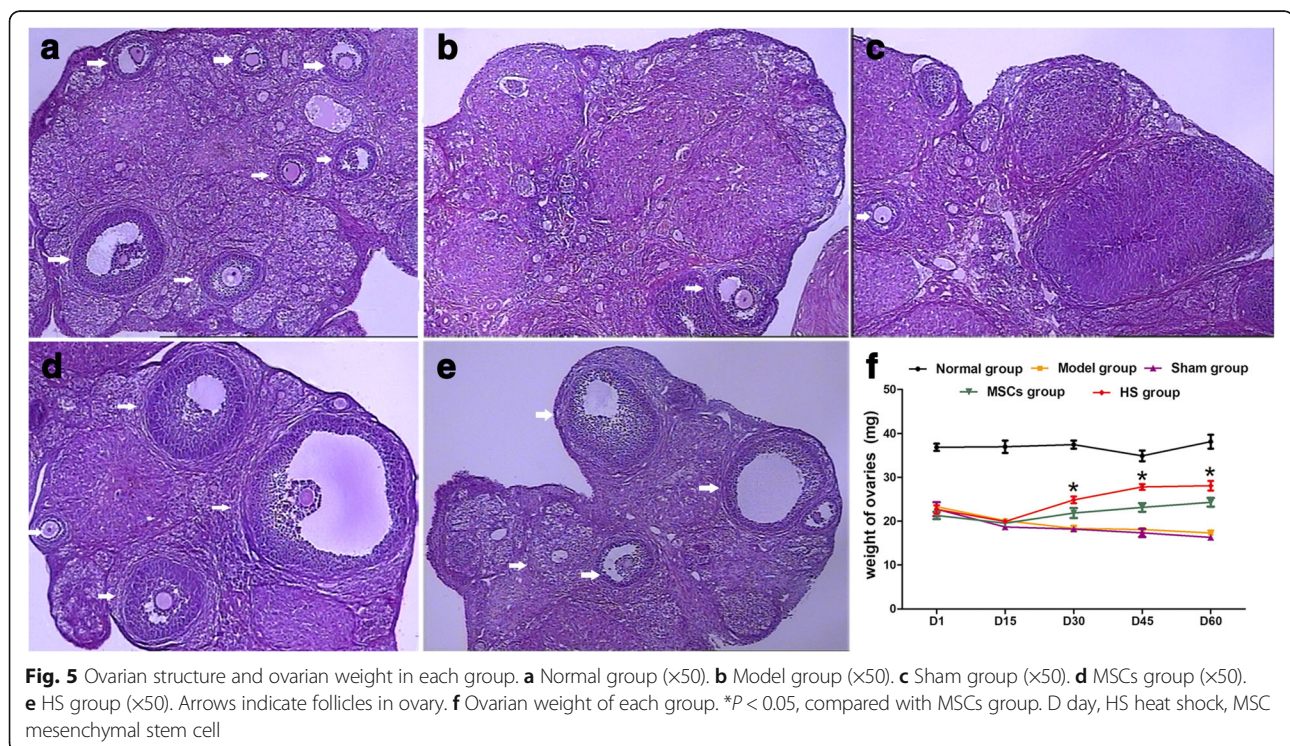 a
b
c
d
e
f
Normal group Model group Sham group
MSCs group HS group
weight of ovaries (mg)
50
40
30
20
10
0
* * *
D1 D15 D30 D45 D60
Fig. 5 Ovarian structure and ovarian weight in each group. a Normal group (×50). b Model group (×50). c Sham group (×50). d MSCs group (×50).
e HS group (×50). Arrows indicate follicles in ovary. f Ovarian weight of each group. *P < 0.05, compared with MSCs group. D day, HS heat shock, MSC
mesenchymal stem cell